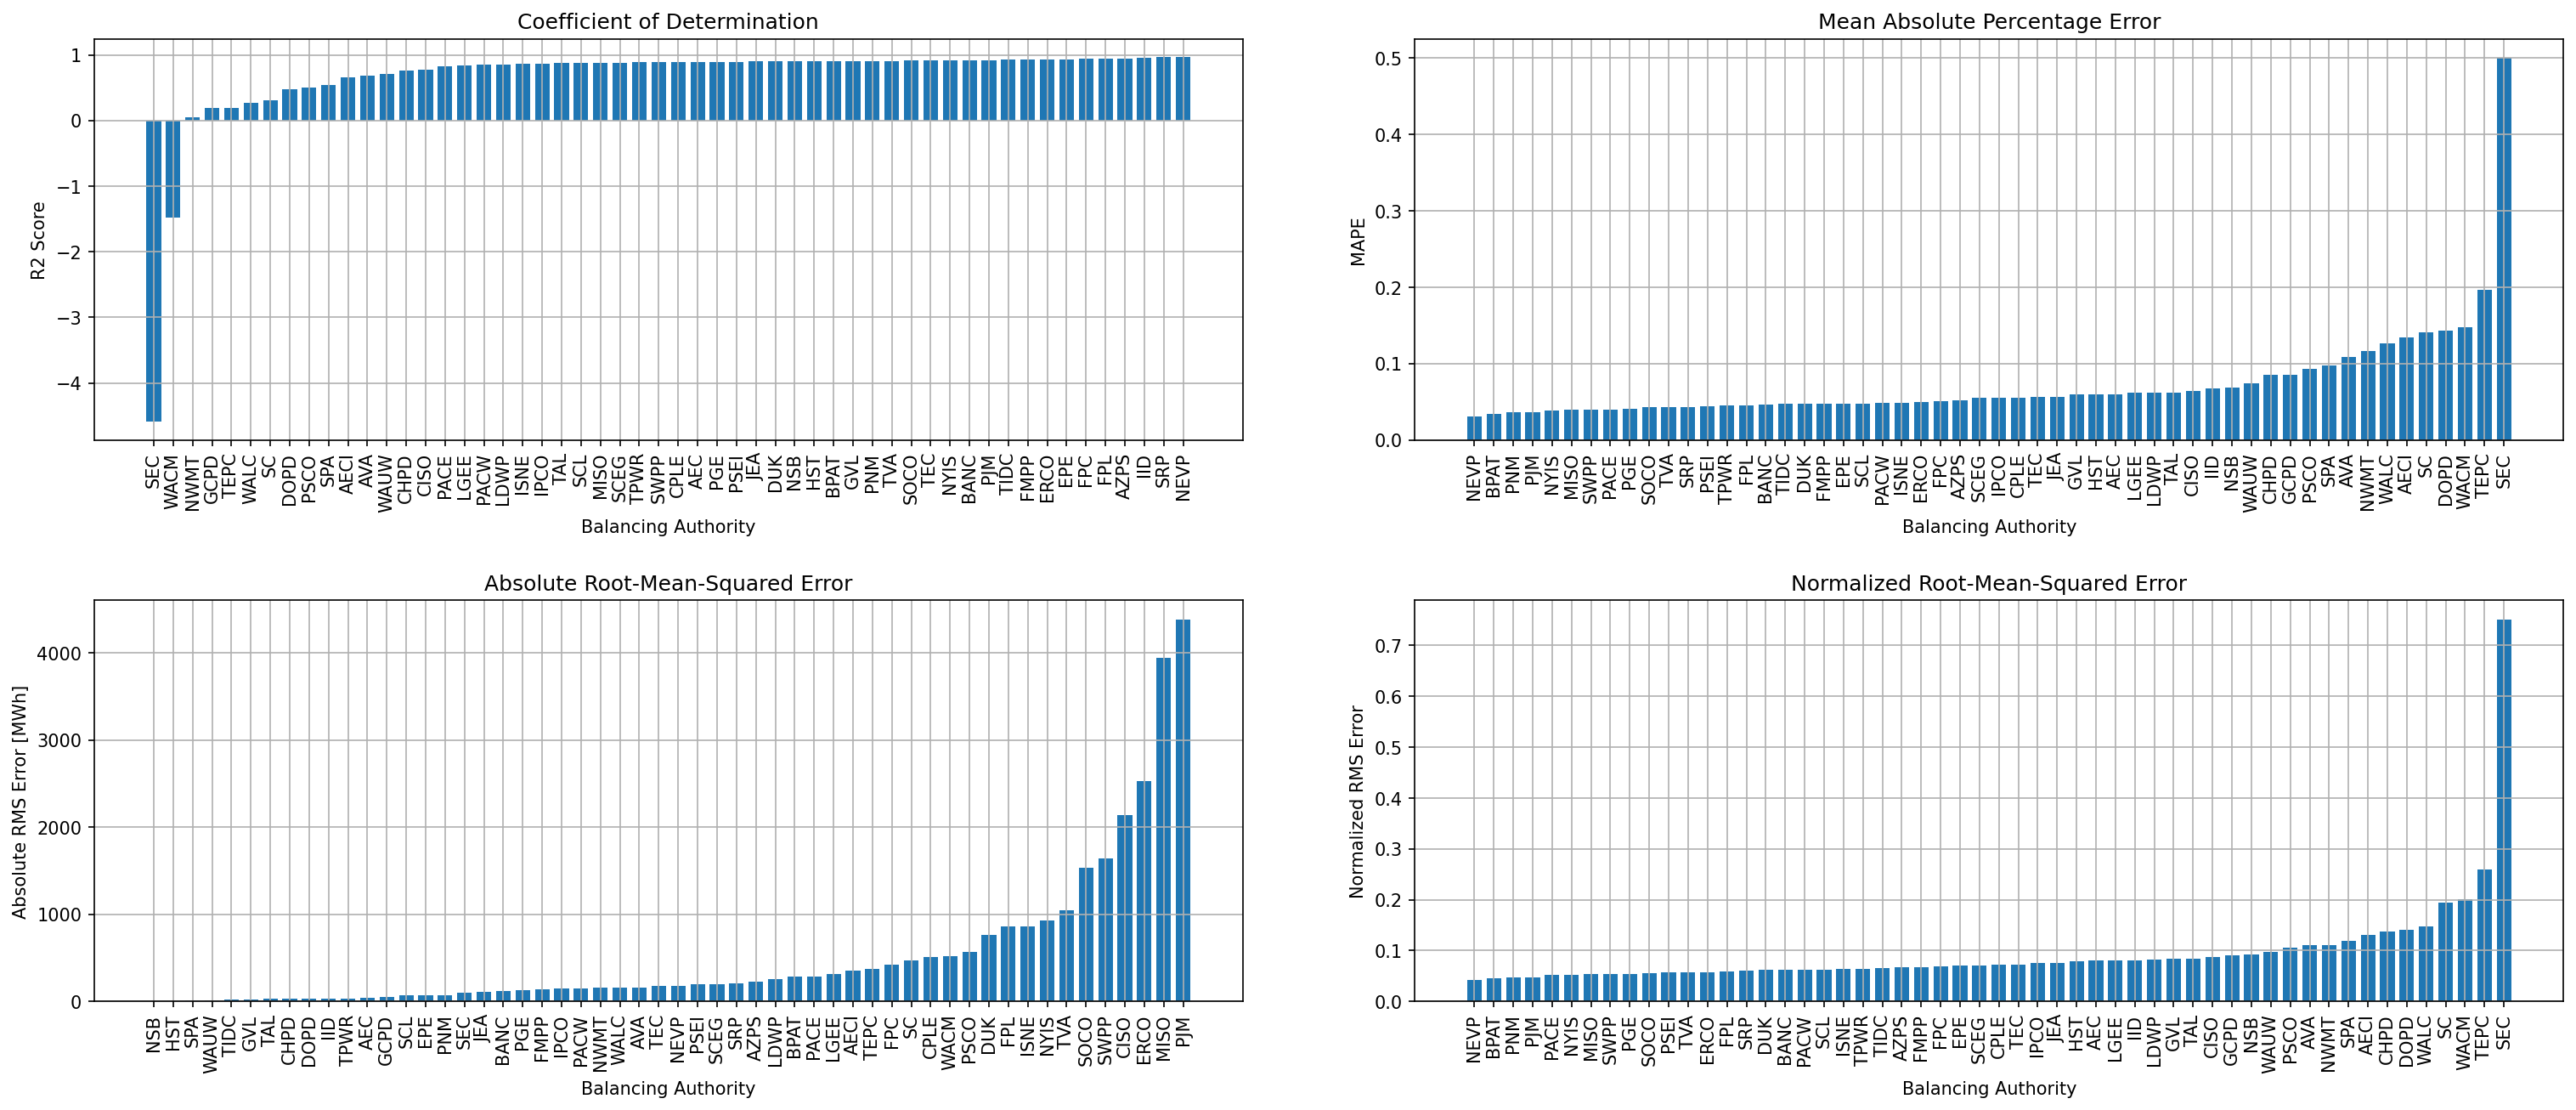 Coefficient of Determination
1
0
−1
−2
−3
−4
R2 Score
SEC
WACM
NWMT
GCPD
TEPC
WALC
SC
DOPD
PSCO
SPA
AECI
AVA
WAUW
CHPD
CISO
PACE
LGEE
PACW
LDWP
ISNE
IPCO
TAL
SCL
MISO
SCEG
TPWR
SWPP
CPLE
AEC
PGE
PSEI
JEA
DUK
NSB
HST
BPAT
GVL
PNM
TVA
SOCO
TEC
NYIS
BANC
PJM
TIDC
FMPP
ERCO
EPE
FPC
FPL
AZPS
IID
SRP
NEVP
Balancing Authority
Mean Absolute Percentage Error
0.5
0.4
0.3
0.2
0.1
0.0
MAPE
NEVP
BPAT
PNM
PJM
NYIS
MISO
SWPP
PACE
PGE
SOCO
TVA
SRP
PSEI
TPWR
FPL
BANC
TIDC
DUK
FMPP
EPE
SCL
PACW
ISNE
ERCO
FPC
AZPS
SCEG
IPCO
CPLE
TEC
JEA
GVL
HST
AEC
LGEE
LDWP
TAL
CISO
IID
NSB
WAUW
CHPD
GCPD
PSCO
SPA
AVA
NWMT
WALC
AECI
SC
DOPD
WACM
TEPC
SEC
Balancing Authority
Absolute Root-Mean-Squared Error
4000
3000
2000
1000
0
Absolute RMS Error [MWh]
NSB
HST
SPA
WAUW
TIDC
GVL
TAL
CHPD
DOPD
IID
TPWR
AEC
GCPD
SCL
EPE
PNM
SEC
JEA
BANC
PGE
FMPP
IPCO
PACW
NWMT
WALC
AVA
TEC
NEVP
PSEI
SCEG
SRP
AZPS
LDWP
BPAT
PACE
LGEE
AECI
TEPC
FPC
SC
CPLE
WACM
PSCO
DUK
FPL
ISNE
NYIS
TVA
SOCO
SWPP
CISO
ERCO
MISO
PJM
Balancing Authority
Normalized Root-Mean-Squared Error
0.7
0.6
0.5
0.4
0.3
0.2
0.1
0.0
Normalized RMS Error
NEVP
BPAT
PNM
PJM
PACE
NYIS
MISO
SWPP
PGE
SOCO
PSEI
TVA
ERCO
FPL
SRP
DUK
BANC
PACW
SCL
ISNE
TPWR
TIDC
AZPS
FMPP
FPC
EPE
SCEG
CPLE
TEC
IPCO
JEA
HST
AEC
LGEE
IID
LDWP
GVL
TAL
CISO
GCPD
NSB
WAUW
PSCO
AVA
NWMT
SPA
AECI
CHPD
DOPD
WALC
SC
WACM
TEPC
SEC
Balancing Authority